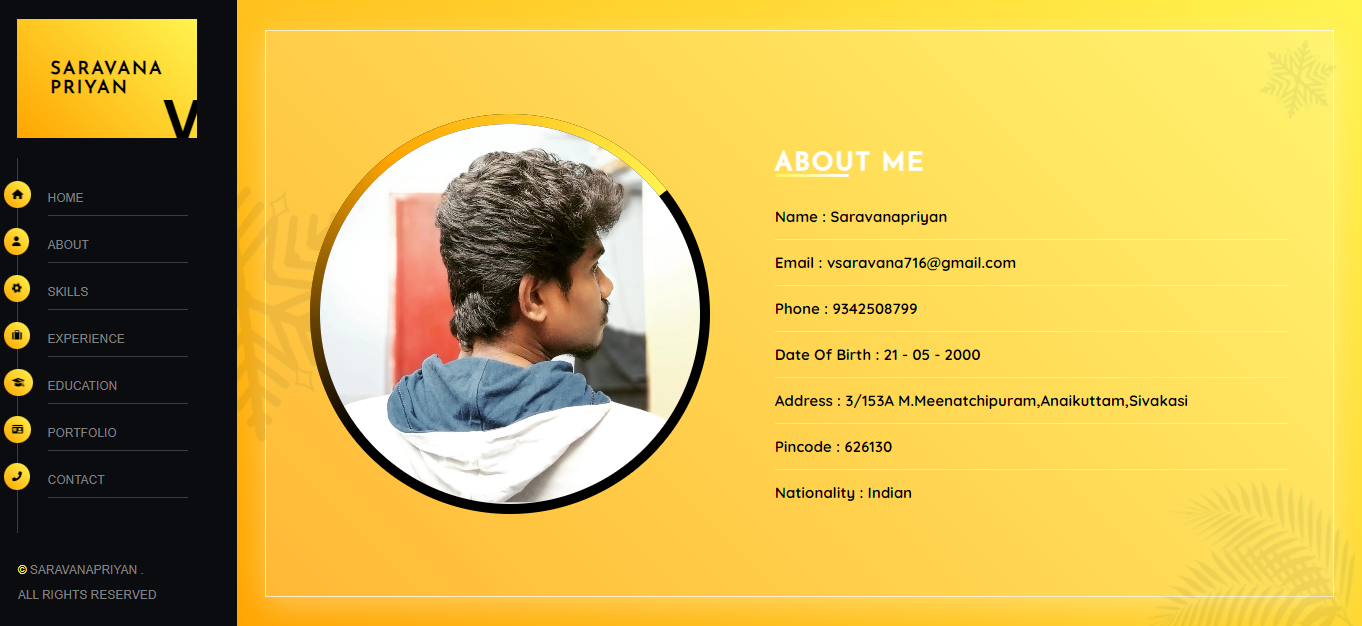 SARAVANA
PRIYAN
V
HOME
ABOUT
SKILLS
EXPERIENCE
EDUCATION
PORTFOLIO
CONTACT
© SARAVANAPRIYAN .
ALL RIGHTS RESERVED
ABOUT ME
Name : Saravanapriyan
Email : vsaravana716@gmail.com
Phone : 9342508799
Date Of Birth : 21 - 05 - 2000
Address : 3/153A M.Meenatchipuram,Anaikuttam,Sivakasi
Pincode : 626130
Nationality : Indian